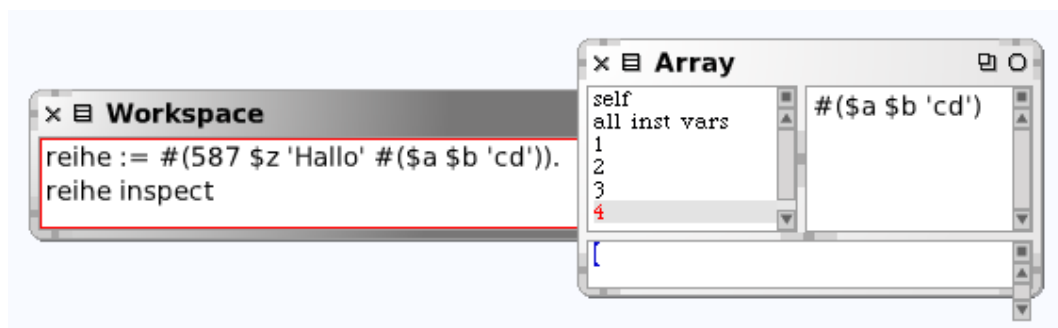 Workspace
reihe := #(587 $z 'Hallo' #($a $b 'cd')).
reihe inspect
Array
self
all inst vars
1
2
3
4
#($a $b 'cd')